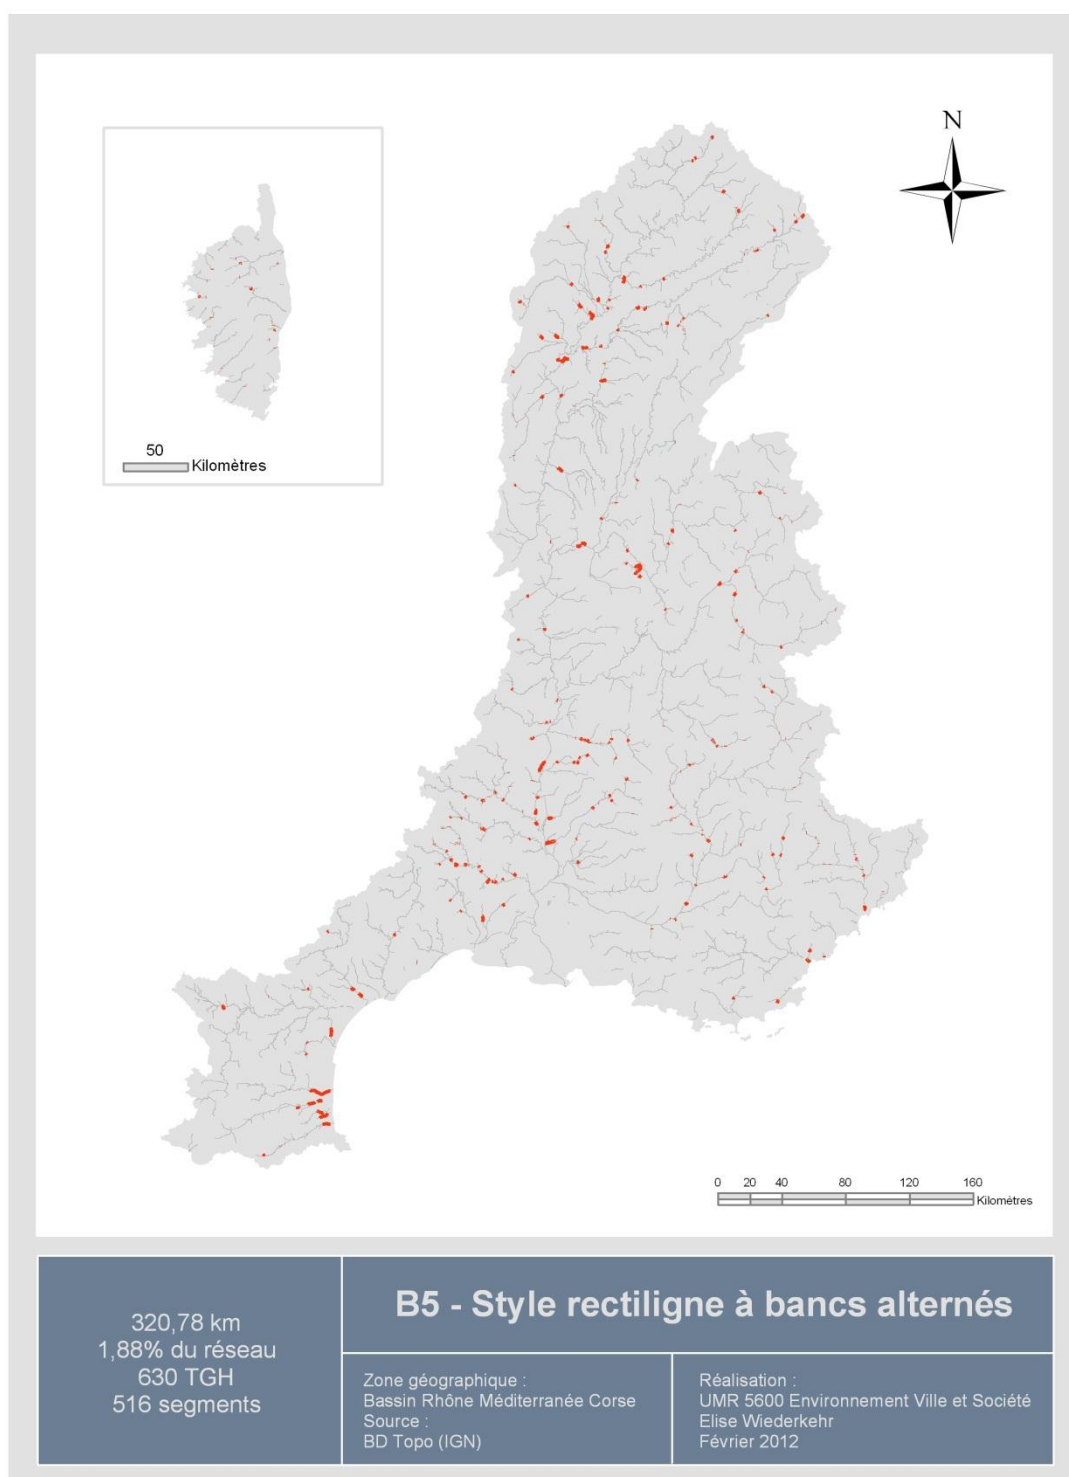 N
50
Kilomètres
0 20 40 80 120 160
Kilométres
320,78 km
1,88% du réseau
630 TGH
516 segments
B5 - Style rectiligne à bancs alternés
Zone géographique :
Bassin Rhône Méditerranée Corse
Source :
BD Topo (IGN)
Réalisation :
UMR 5600 Environnement Ville et Société
Elise Wiederkehr
Février 2012